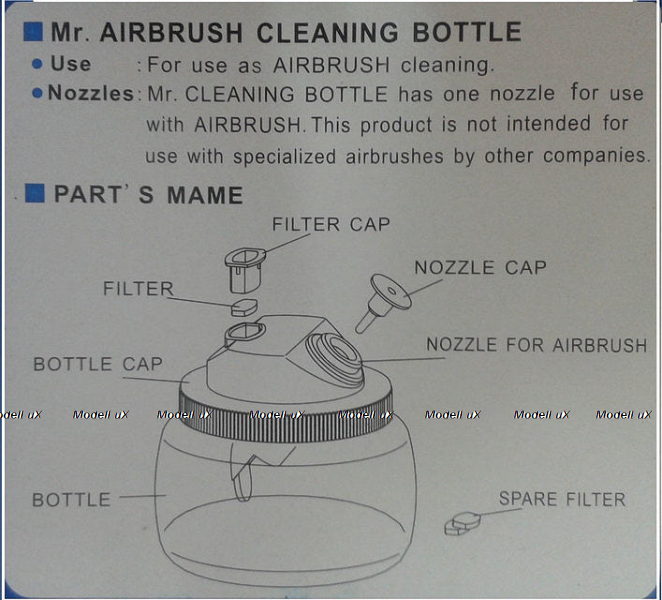 Mr. AIRBRUSH CLEANING BOTTLE
Use : For use as AIRBRUSH cleaning.
Nozzles : Mr. CLEANING BOTTLE has one nozzle for use
with AIRBRUSH. This product is not intended for
use with specialized airbrushes by other companies.
PART'S MAME
FILTER CAP
NOZZLE CAP
FILTER
NOZZLE FOR AIRBRUSH
BOTTLE CAP
Modell uX Modell uX Modell uX Modell uX Modell uX Modell uX Modell uX Modell uX
BOTTLE
SPARE FILTER